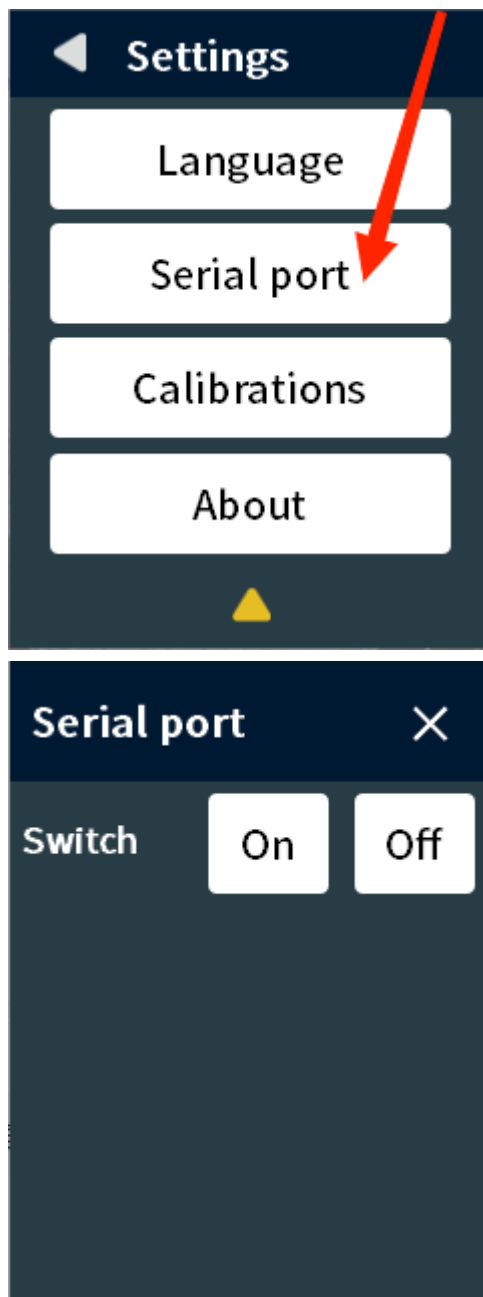 Settings
Language
Serial port
Calibrations
About
Serial port
Switch On Off